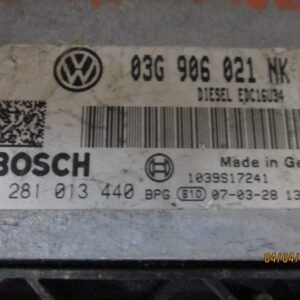 03G 906 021 NK
DIESEL EDC16U34
BOSCH
Made in Ge
1039S17241
281 013 440 BPG 07-03-28 13
04/04/